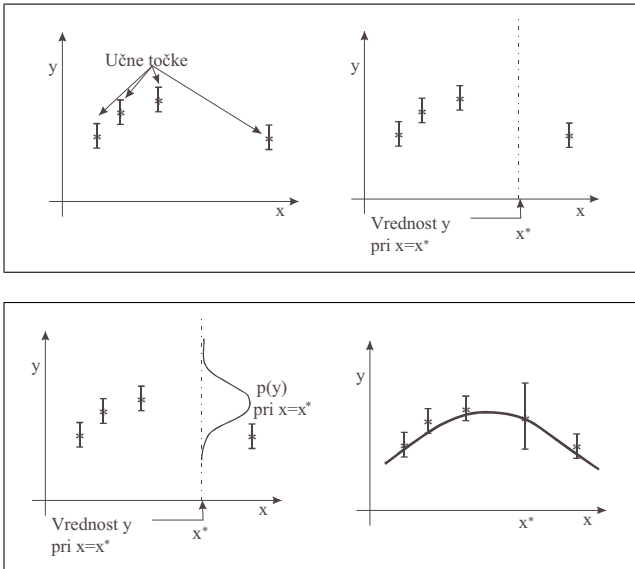 Učne točke
y
x
y
Vrednost y
pri x=x*
x*
x
y
p(y)
pri x=x*
Vrednost y
pri x=x*
x*
x
y
x*
x